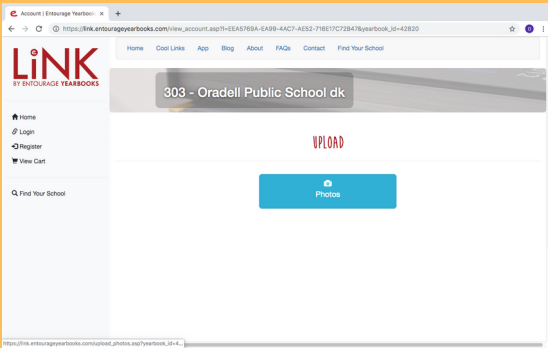 Account | Entourage Yearbook
https://link.entourageyearbooks.com/view_account.asp?l=EEA5769A-EA99-4AC7-AE52-716E17C72847&yearbook_id=42820
Home Cool Links App Blog About FAQs Contact Find Your School
LiNK
BY ENTOURAGE YEARBOOKS
303 - Oradell Public School dk
Home
Login
Register
View Cart
Find Your School
UPLOAD
Photos
https://link.entourageyearbooks.com/upload_photos.asp?yearbook_id=4...